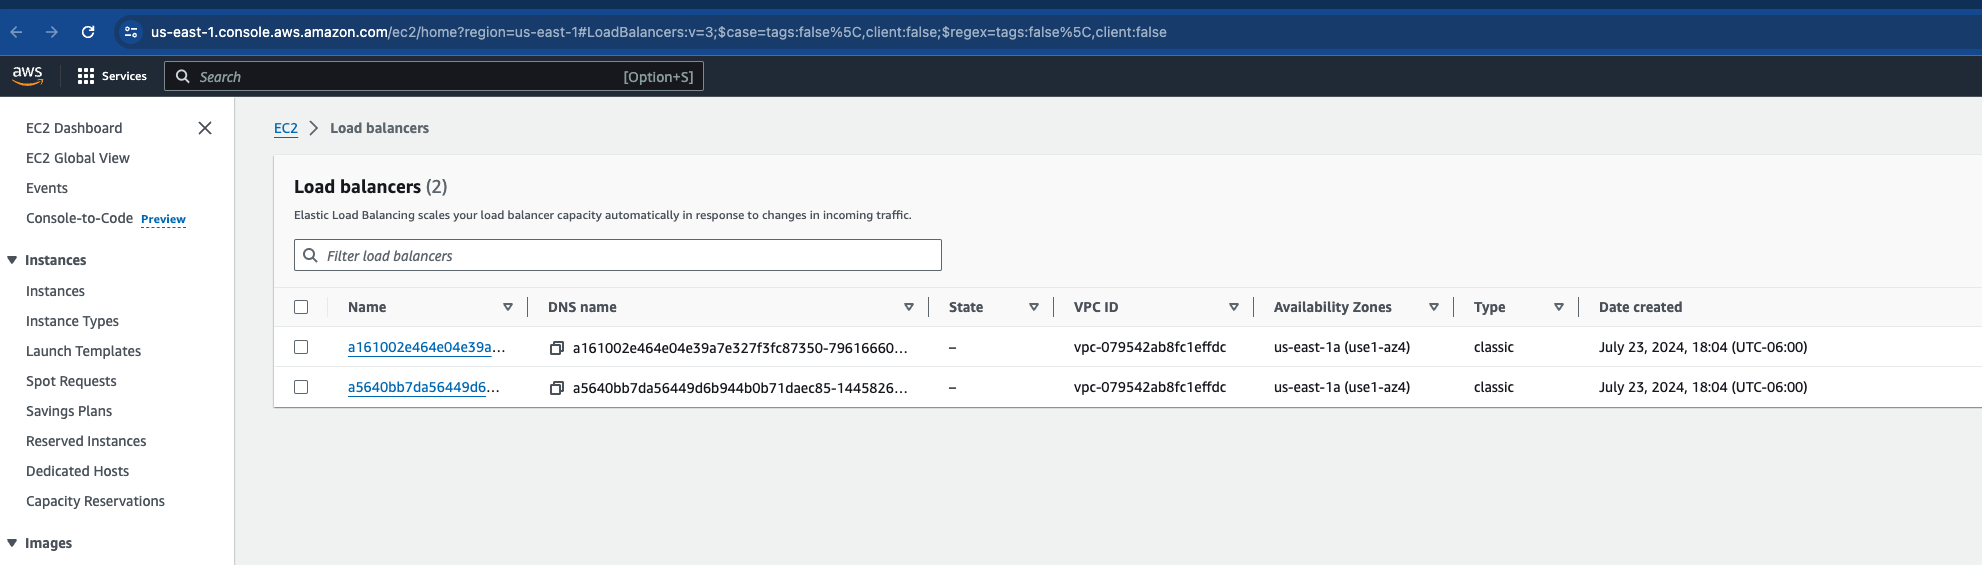 us-east-1.console.aws.amazon.com/ec2/home?region=us-east-1#LoadBalancers:v=3;$case=tags:false%5C,client:false;$regex=tags:false%5C,client:false
aws Services Search [Option+S]
EC2 Dashboard
EC2 Global View
Events
Console-to-Code Preview
Instances
Instances
Instance Types
Launch Templates
Spot Requests
Savings Plans
Reserved Instances
Dedicated Hosts
Capacity Reservations
Images
EC2 > Load balancers
Load balancers (2)
Elastic Load Balancing scales your load balancer capacity automatically in response to changes in incoming traffic.
Filter load balancers
Name DNS name State VPC ID Availability Zones Type Date created
a161002e464e04e39a... a161002e464e04e39a7e327f3fc87350-79616660... – vpc-079542ab8fc1effdc us-east-1a (use1-az4) classic July 23, 2024, 18:04 (UTC-06:00)
a5640bb7da56449d6... a5640bb7da56449d6b944b0b71daec85-1445826... – vpc-079542ab8fc1effdc us-east-1a (use1-az4) classic July 23, 2024, 18:04 (UTC-06:00)